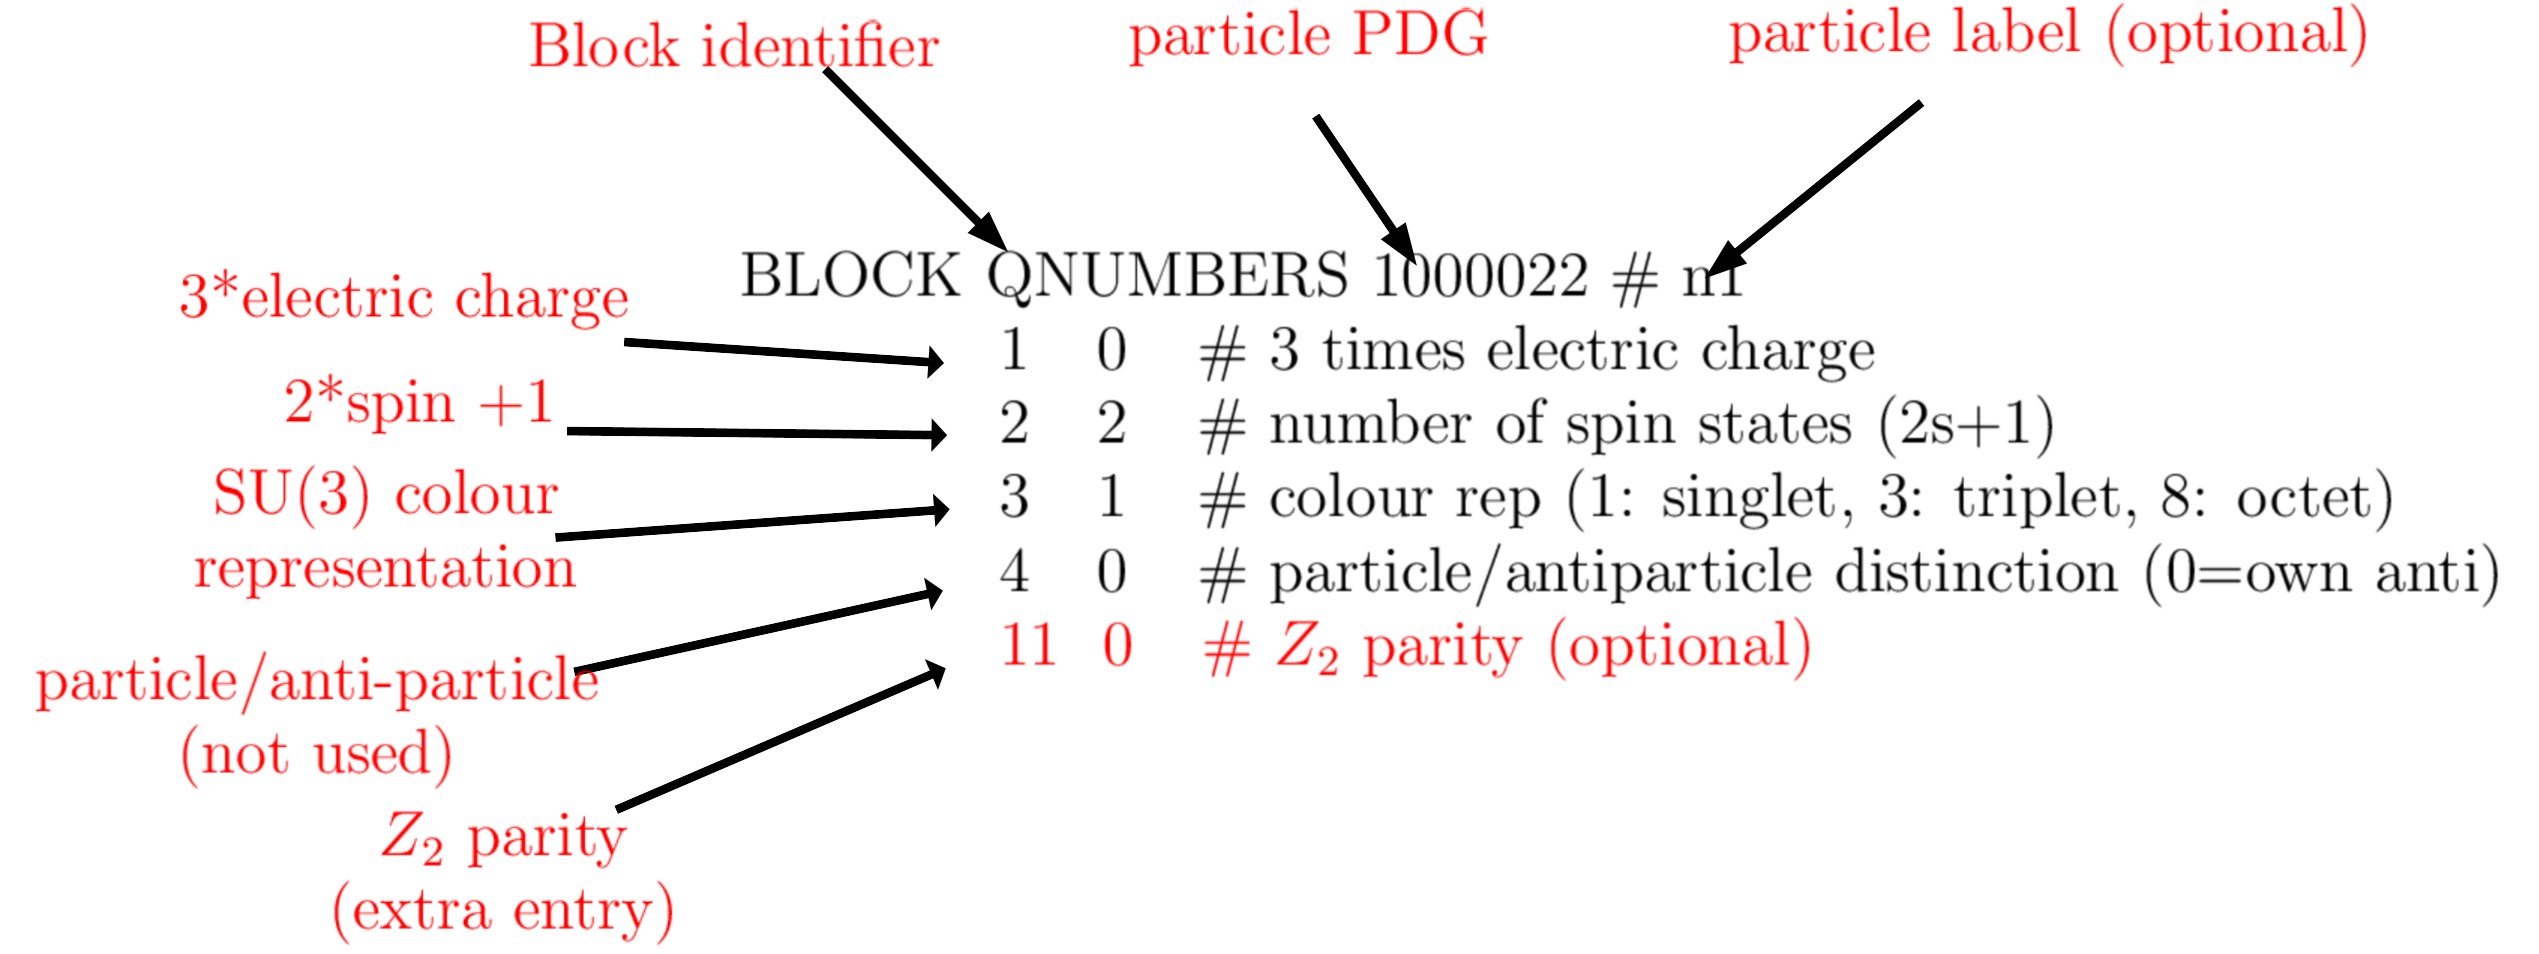 Block identifier
particle PDG
particle label (optional)
BLOCK QNUMBERS 1000022 # n1
3*electric charge
1 0 # 3 times electric charge
2*spin +1
2 2 # number of spin states (2s+1)
SU(3) colour
representation
3 1 # colour rep (1: singlet, 3: triplet, 8: octet)
4 0 # particle/antiparticle distinction (0=own anti)
particle/anti-particle
(not used)
11 0 # Z₂ parity (optional)
Z₂ parity
(extra entry)